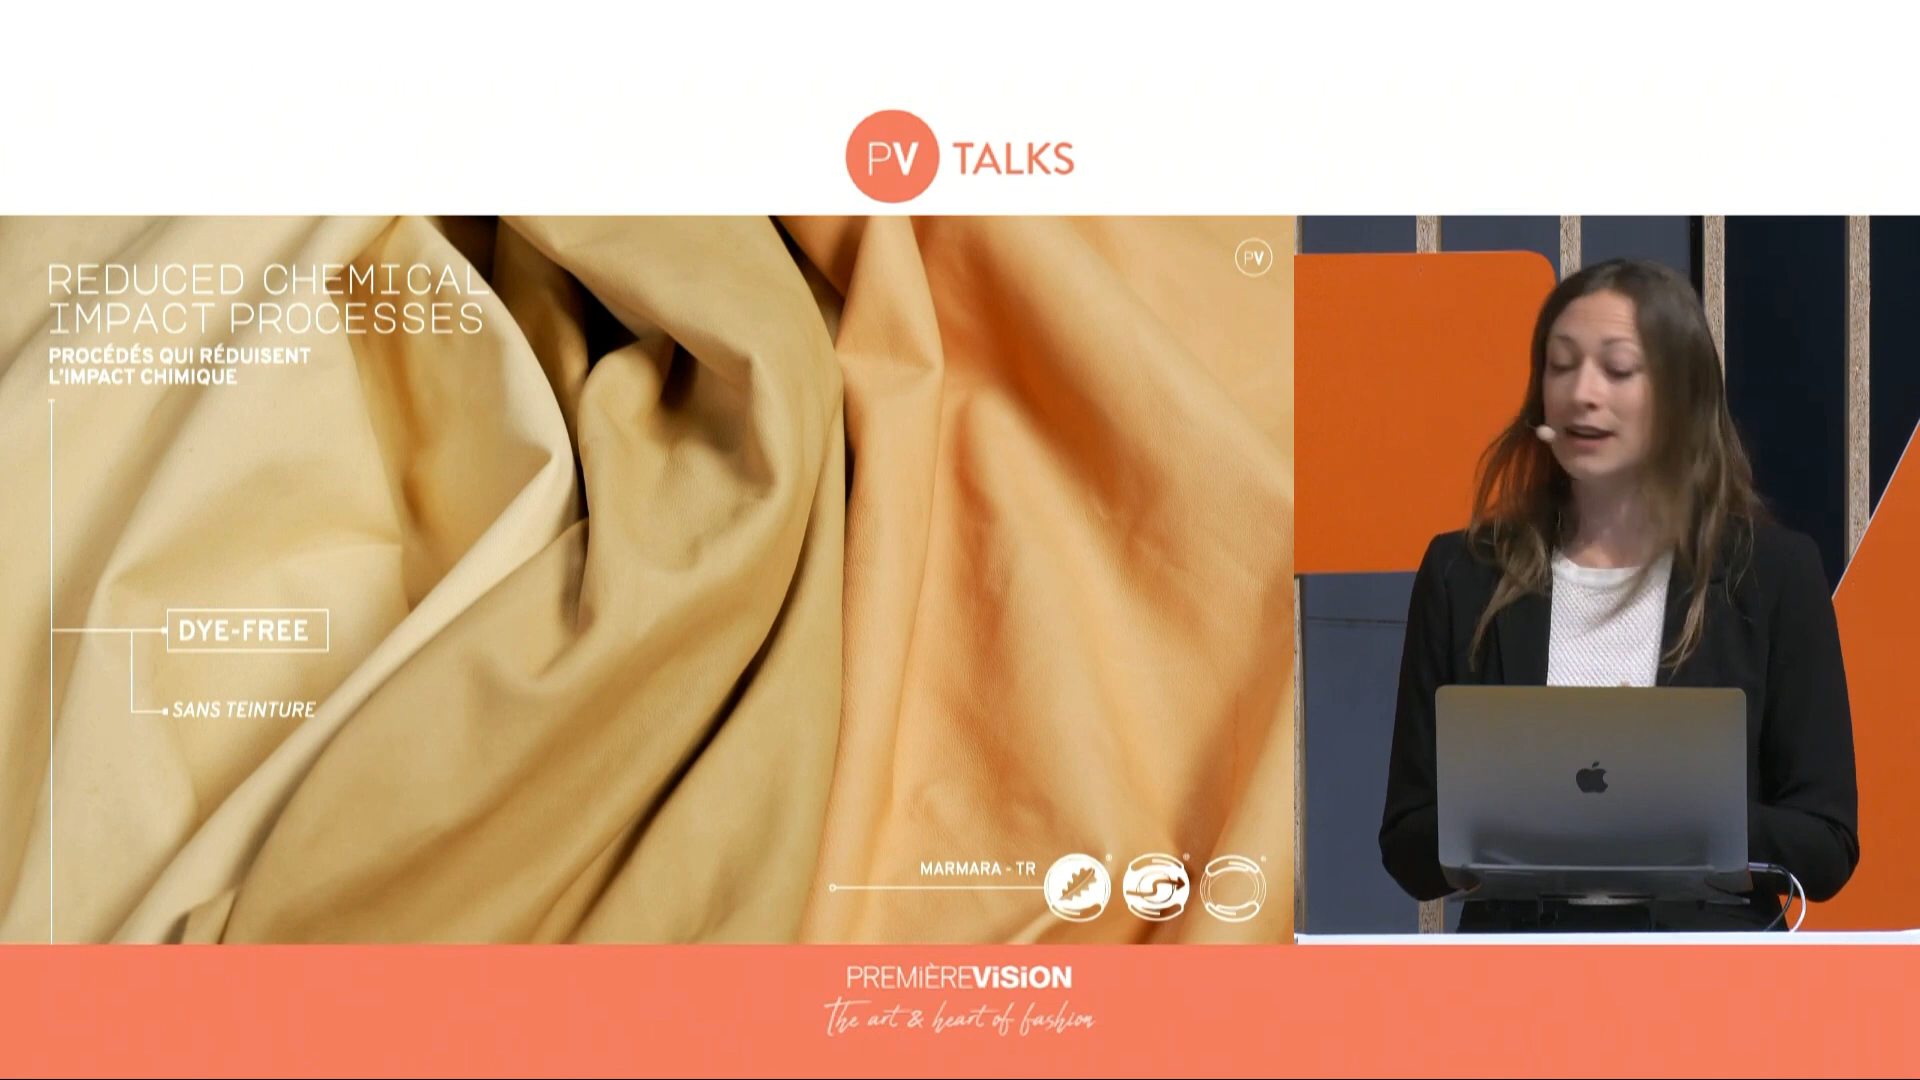 PV TALKS
REDUCED CHEMICAL
IMPACT PROCESSES
PROCÉDÉS QUI RÉDUISENT
L'IMPACT CHIMIQUE
PV
DYE-FREE
SANS TEINTURE
MARMARA - TR
PREMIÈREViSiON
The art & heart of fashion